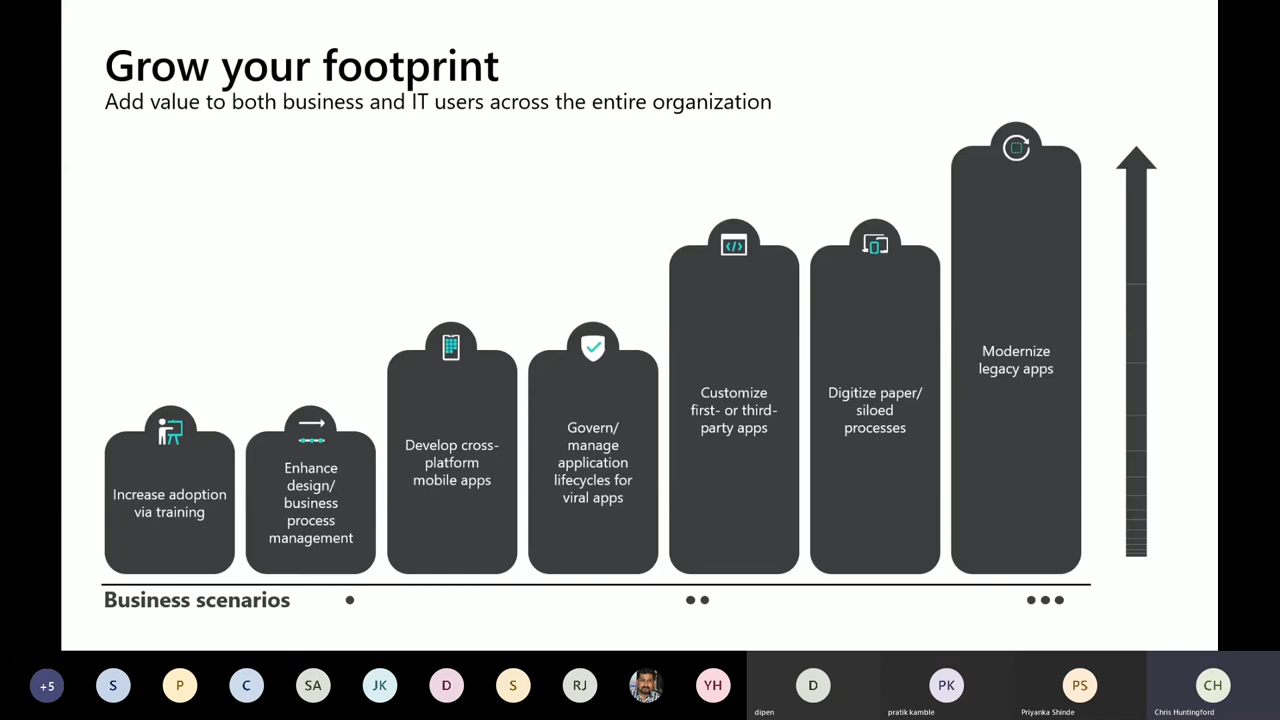 Grow your footprint
Add value to both business and IT users across the entire organization
Increase adoption
via training
Enhance
design/
business
process
management
Develop cross-
platform
mobile apps
Govern/
manage
application
lifecycles for
viral apps
Customize
first- or third-
party apps
Digitize paper/
siloed
processes
Modernize
legacy apps
Business scenarios
+5
S
P
C
SA
JK
D
S
RJ
YH
D
dipen
PK
pratik kamble
PS
Priyanka Shinde
CH
Chris Huntingford